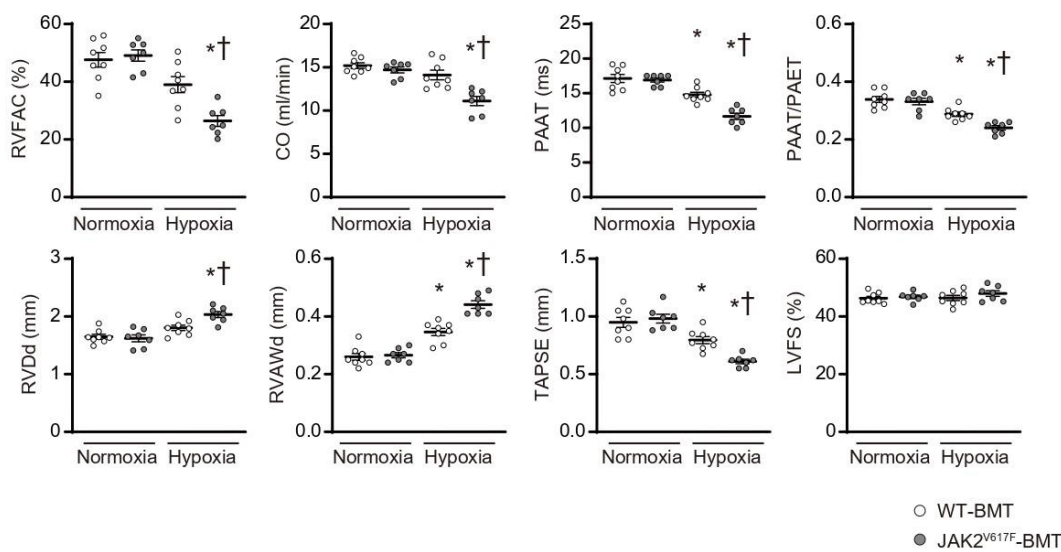 RVFAC (%)
60
40
20
0
*†
Normoxia Hypoxia
CO (ml/min)
20
15
10
5
0
*†
Normoxia Hypoxia
PAAT (ms)
25
20
15
10
5
0
*
*†
Normoxia Hypoxia
PAAT/PAET
0.6
0.4
0.2
0.0
*
*†
Normoxia Hypoxia
RVDd (mm)
3
2
1
0
*†
Normoxia Hypoxia
RVAWd (mm)
0.6
0.4
0.2
0
*
*†
Normoxia Hypoxia
TAPSE (mm)
1.5
1.0
0.5
0.0
*
*†
Normoxia Hypoxia
LVFS (%)
60
40
20
0
Normoxia Hypoxia
WT-BMT
JAK2V617F-BMT